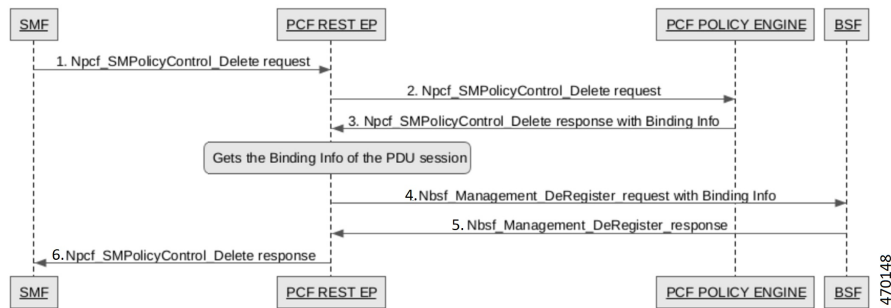 SMF
PCF REST EP
PCF POLICY ENGINE
BSF
1. Npcf_SMPolicyControl_Delete request
2. Npcf_SMPolicyControl_Delete request
3. Npcf_SMPolicyControl_Delete response with Binding Info
Gets the Binding Info of the PDU session
4.Nbsf_Management_DeRegister_request with Binding Info
5. Nbsf_Management_DeRegister_response
6.Npcf_SMPolicyControl_Delete response
SMF
PCF REST EP
PCF POLICY ENGINE
BSF
470148